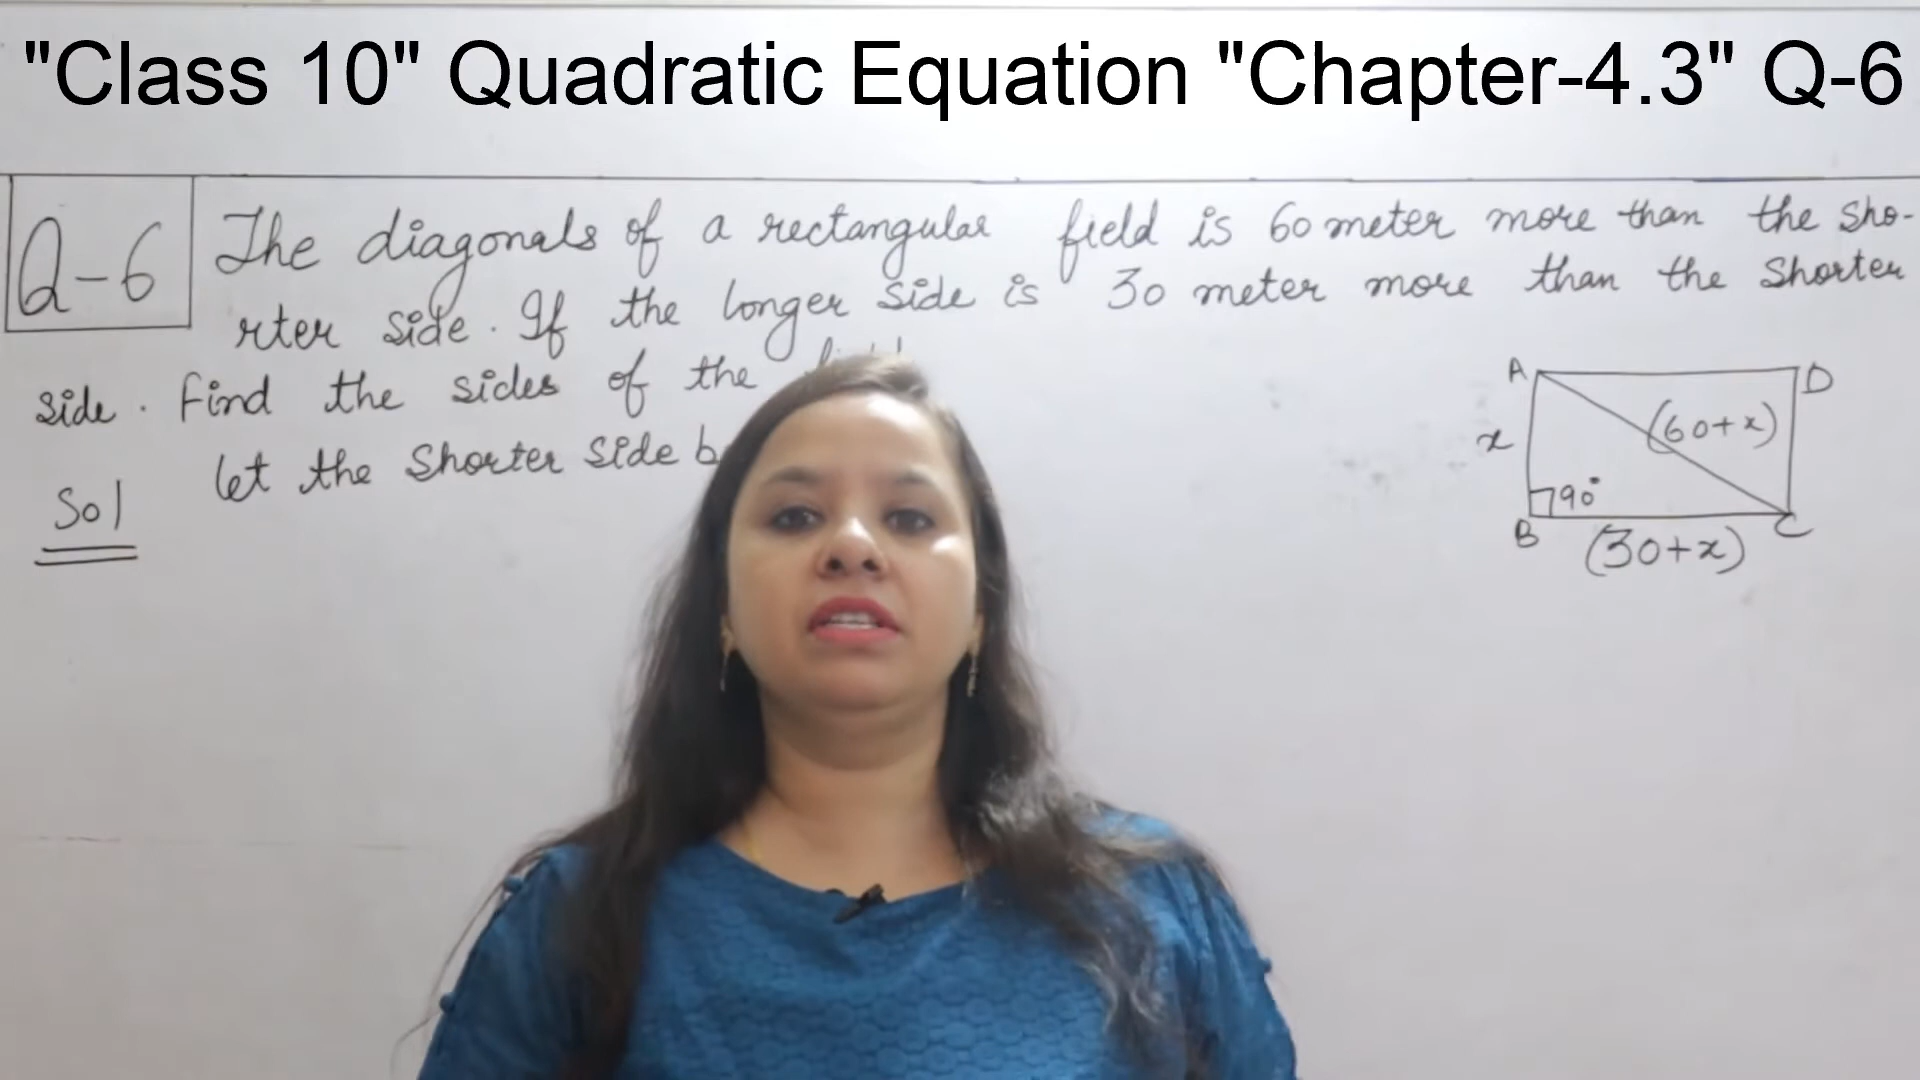 "Class 10" Quadratic Equation "Chapter-4.3" Q-6
Q-6
The diagonals of a rectangular field is 60 meter more than the sho-
rter side. If the longer side is 30 meter more than the shorter
side. Find the sides of the
Sol
let the shorter side
A
D
x
(60+x)
90°
B
C
(30+x)